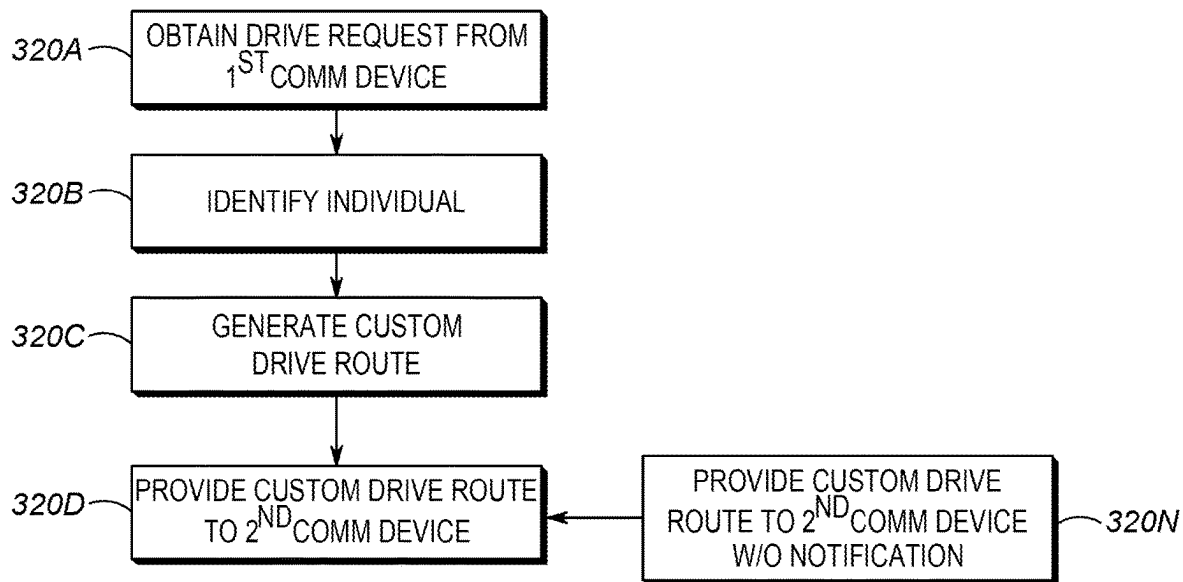 320A
OBTAIN DRIVE REQUEST FROM
1ST COMM DEVICE
320B
IDENTIFY INDIVIDUAL
320C
GENERATE CUSTOM
DRIVE ROUTE
320D
PROVIDE CUSTOM DRIVE ROUTE
TO 2ND COMM DEVICE
PROVIDE CUSTOM DRIVE
ROUTE TO 2ND COMM DEVICE
W/O NOTIFICATION
320N